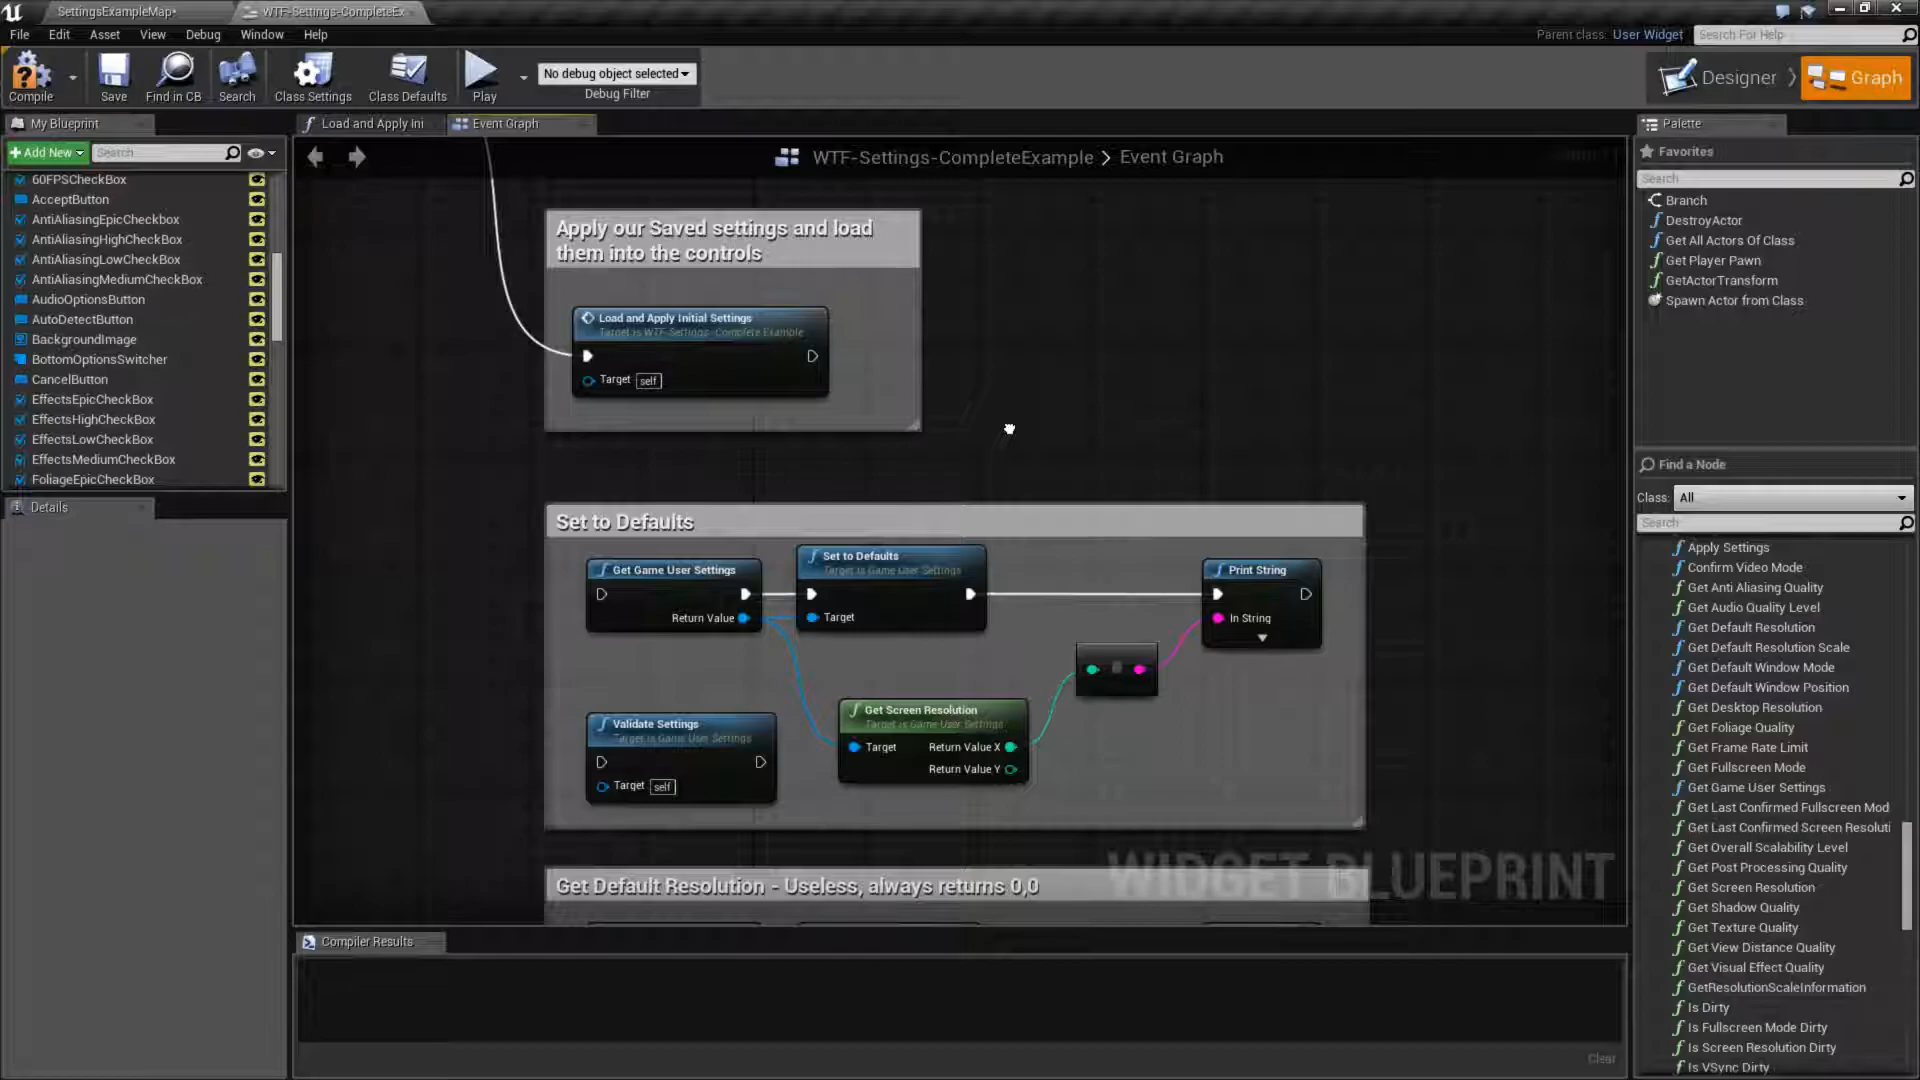 SettingsExampleMap*
WTF-Settings-CompleteEx
File Edit Asset View Debug Window Help
Parent class: User Widget
Search For Help
Compile
Save
Find in CB
Search
Class Settings
Class Defaults
Play
No debug object selected
Debug Filter
Designer
Graph
My Blueprint
Add New
Search
60FPSCheckBox
AcceptButton
AntiAliasingEpicCheckbox
AntiAliasingHighCheckBox
AntiAliasingLowCheckBox
AntiAliasingMediumCheckBox
AudioOptionsButton
AutoDetectButton
BackgroundImage
BottomOptionsSwitcher
CancelButton
EffectsEpicCheckBox
EffectsHighCheckBox
EffectsLowCheckBox
EffectsMediumCheckBox
FoliageEpicCheckBox
Details
Load and Apply Ini
Event Graph
WTF-Settings-CompleteExample > Event Graph
Apply our Saved settings and load
them into the controls
Load and Apply Initial Settings
Target is WTF-Settings-Complete Example
Target self
Set to Defaults
Get Game User Settings
Return Value
Set to Defaults
Target is Game User Settings
Target
Print String
In String
Validate Settings
Target is Game User Settings
Target self
Get Screen Resolution
Target is Game User Settings
Target
Return Value X
Return Value Y
Get Default Resolution - Useless, always returns 0,0
WIDGET BLUEPRINT
Compiler Results
Clear
Palette
Favorites
Search
Branch
DestroyActor
Get All Actors Of Class
Get Player Pawn
GetActorTransform
Spawn Actor from Class
Find a Node
Class: All
Search
Apply Settings
Confirm Video Mode
Get Anti Aliasing Quality
Get Audio Quality Level
Get Default Resolution
Get Default Resolution Scale
Get Default Window Mode
Get Default Window Position
Get Desktop Resolution
Get Foliage Quality
Get Frame Rate Limit
Get Fullscreen Mode
Get Game User Settings
Get Last Confirmed Fullscreen Mod
Get Last Confirmed Screen Resoluti
Get Overall Scalability Level
Get Post Processing Quality
Get Screen Resolution
Get Shadow Quality
Get Texture Quality
Get View Distance Quality
Get Visual Effect Quality
GetResolutionScaleInformation
Is Dirty
Is Fullscreen Mode Dirty
Is Screen Resolution Dirty
Is VSync Dirty